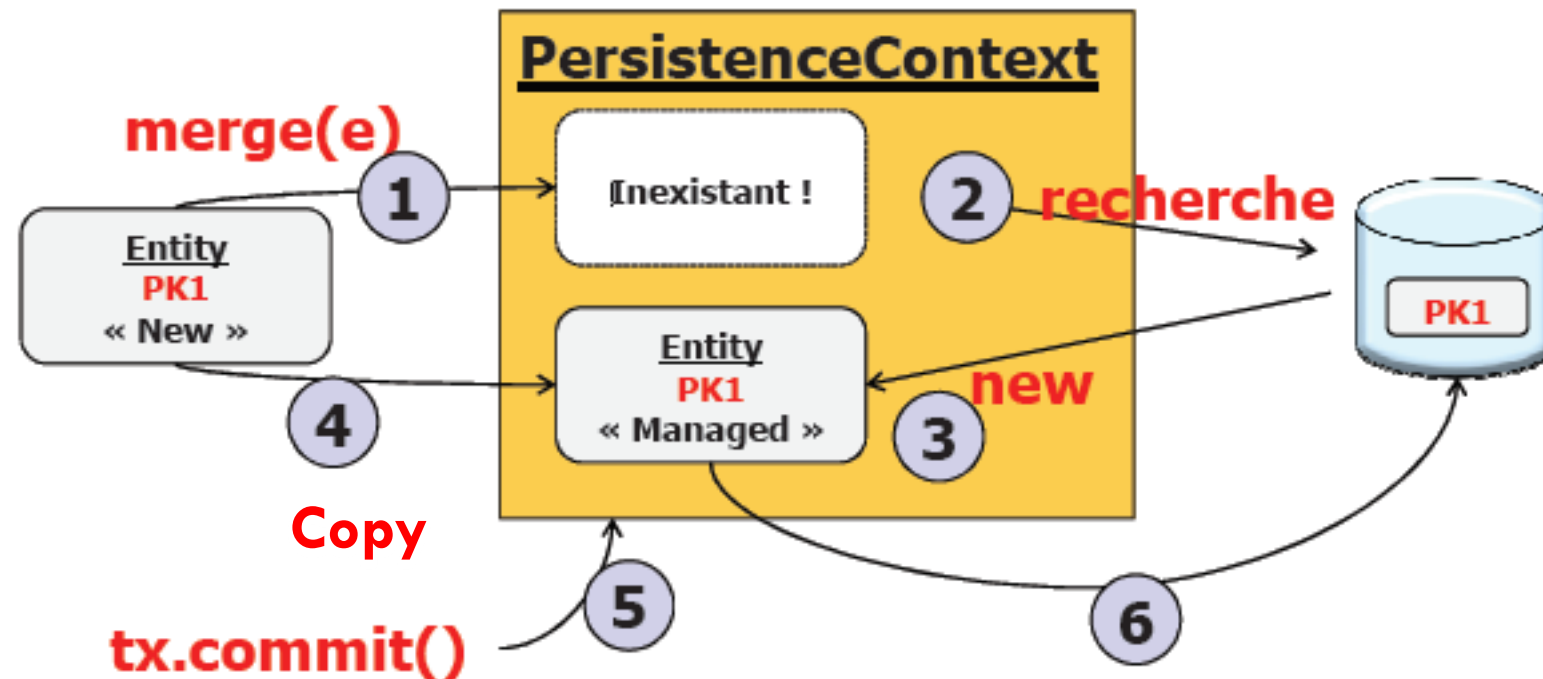 PersistenceContext
merge(e)
1
Inexistant !
2
recherche
Entity
PK1
« New »
PK1
Entity
PK1
« Managed »
new
3
4
Copy
5
6
tx.commit()